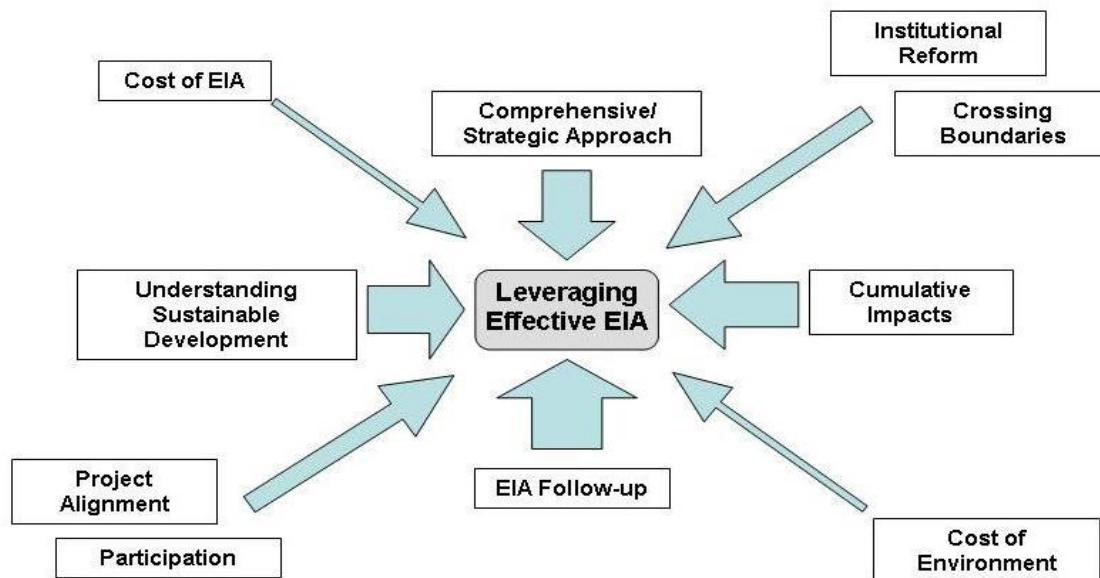 Institutional
Reform
Cost of EIA
Comprehensive/
Strategic Approach
Crossing
Boundaries
Understanding
Sustainable
Development
Leveraging
Effective EIA
Cumulative
Impacts
Project
Alignment
EIA Follow-up
Participation
Cost of
Environment